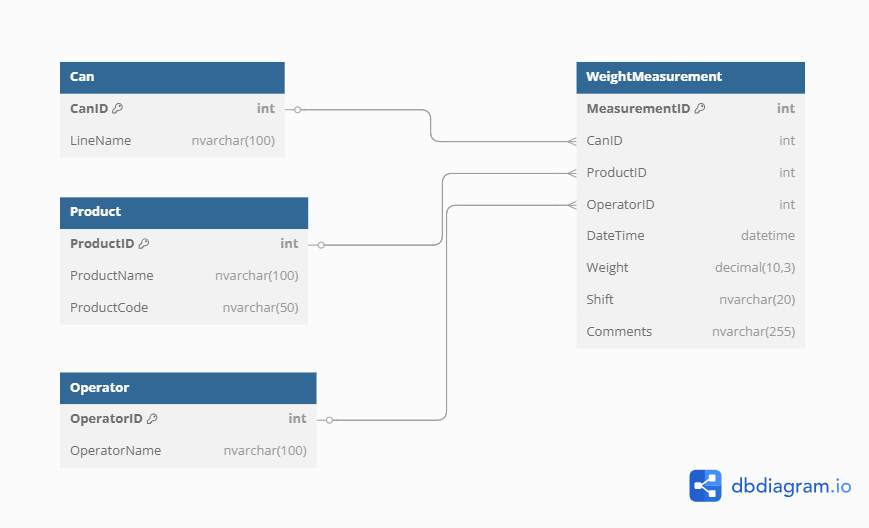 Can
CanID int
LineName nvarchar(100)
Product
ProductID int
ProductName nvarchar(100)
ProductCode nvarchar(50)
Operator
OperatorID int
OperatorName nvarchar(100)
WeightMeasurement
MeasurementID int
CanID int
ProductID int
OperatorID int
DateTime datetime
Weight decimal(10,3)
Shift nvarchar(20)
Comments nvarchar(255)
dbdiagram.io